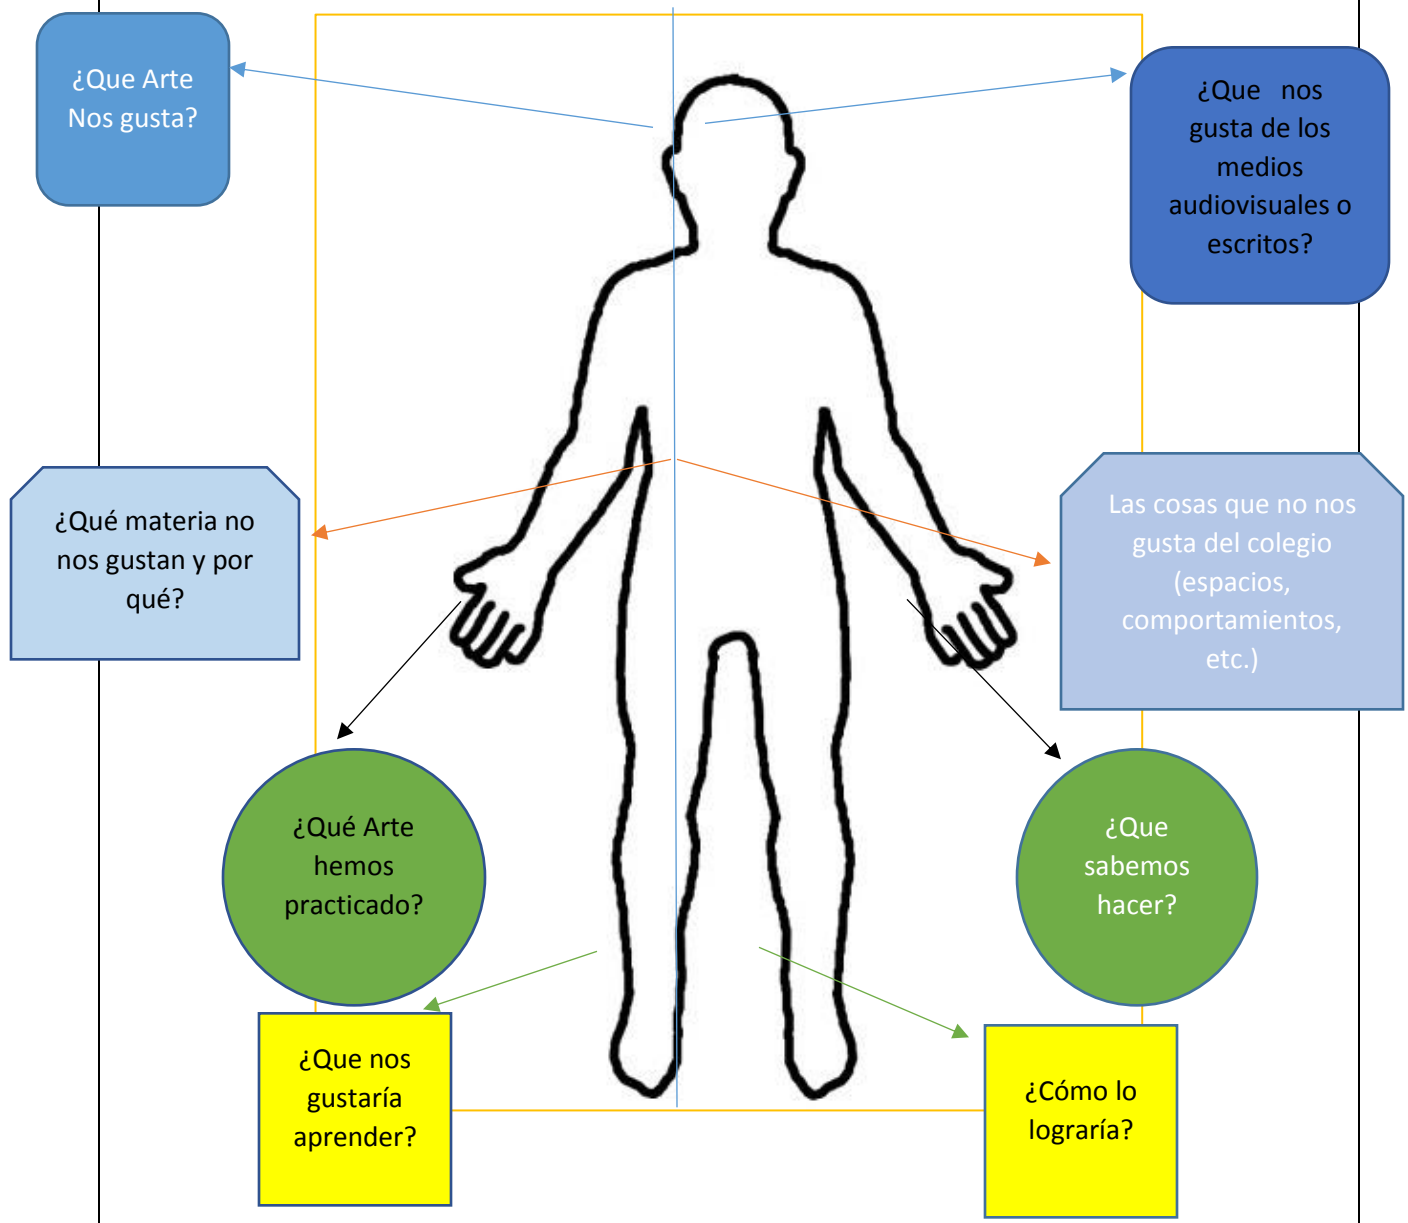 ¿Que Arte
Nos gusta?
¿Que nos
gusta de los
medios
audiovisuales o
escritos?
¿Qué materia no
nos gustan y por
qué?
Las cosas que no nos
gusta del colegio
(espacios,
comportamientos,
etc.)
¿Qué Arte
hemos
practicado?
¿Que
sabemos
hacer?
¿Que nos
gustaría
aprender?
¿Cómo lo
lograría?